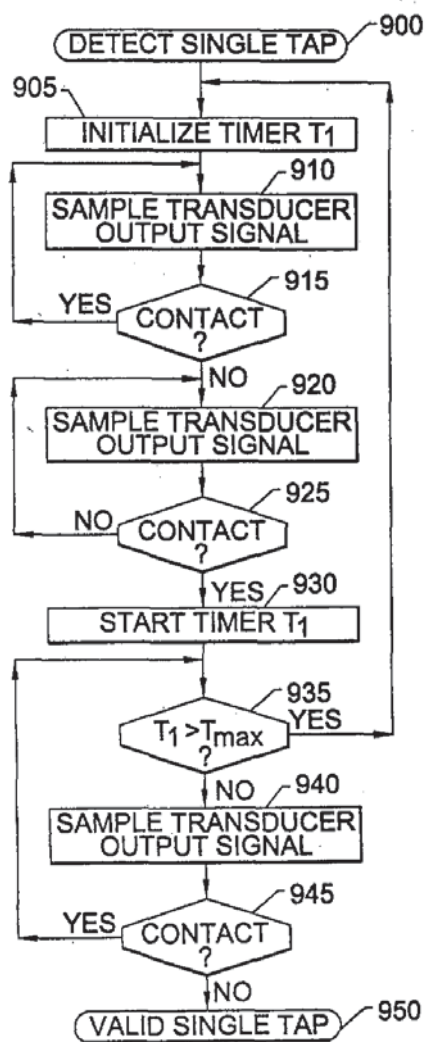 DETECT SINGLE TAP
900
905
INITIALIZE TIMER T1
910
SAMPLE TRANSDUCER
OUTPUT SIGNAL
915
YES
CONTACT
?
NO
920
SAMPLE TRANSDUCER
OUTPUT SIGNAL
925
NO
CONTACT
?
YES
930
START TIMER T1
935
T1>Tmax
?
YES
NO
940
SAMPLE TRANSDUCER
OUTPUT SIGNAL
945
YES
CONTACT
?
NO
VALID SINGLE TAP
950